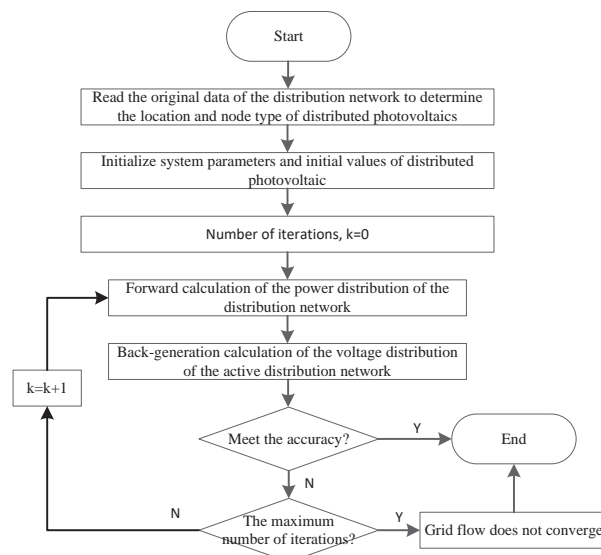 Start
Read the original data of the distribution network to determine
the location and node type of distributed photovoltaics
Initialize system parameters and initial values of distributed
photovoltaic
Number of iterations, k=0
Forward calculation of the power distribution of the
distribution network
Back-generation calculation of the voltage distribution
of the active distribution network
k=k+1
Meet the accuracy?
Y
End
N
N
The maximum
number of iterations?
Y
Grid flow does not converge